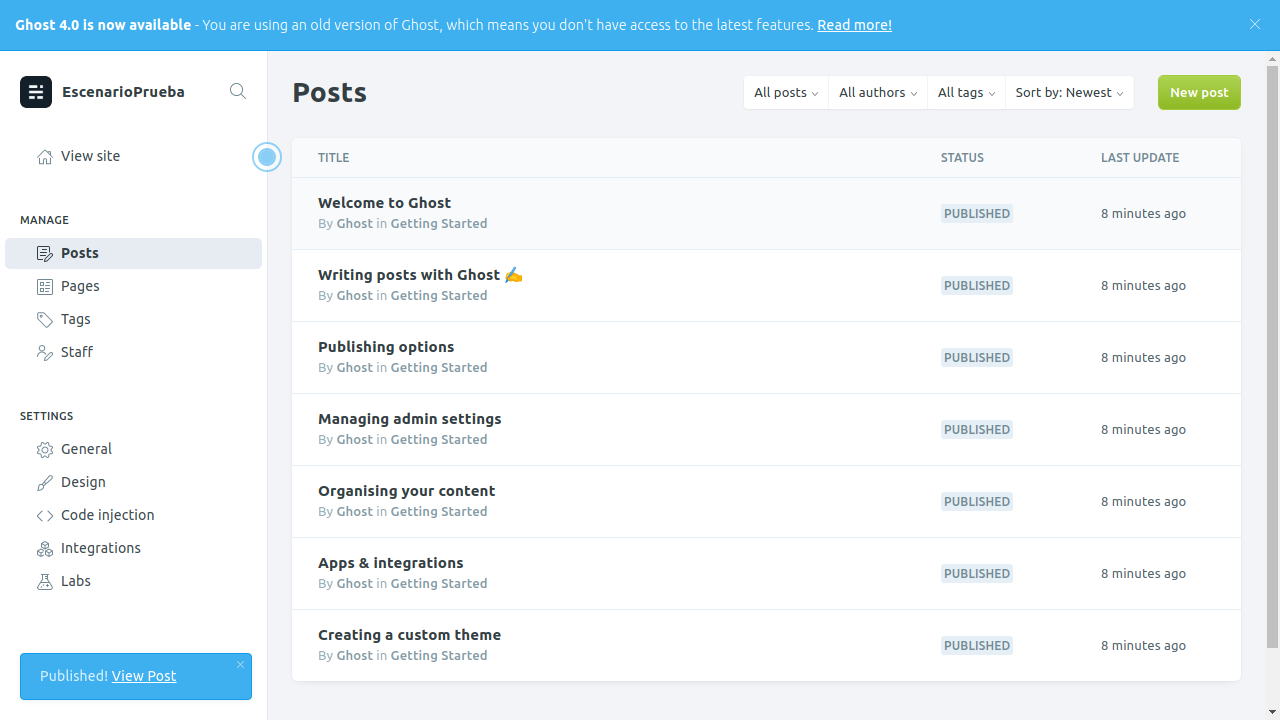 Ghost 4.0 is now available - You are using an old version of Ghost, which means you don't have access to the latest features. Read more!
EscenarioPrueba
View site
MANAGE
Posts
Pages
Tags
Staff
SETTINGS
General
Design
Code injection
Integrations
Labs
Published! View Post
Posts
All posts
All authors
All tags
Sort by: Newest
New post
TITLE STATUS LAST UPDATE
Welcome to Ghost
By Ghost in Getting Started
PUBLISHED
8 minutes ago
Writing posts with Ghost ✍️
By Ghost in Getting Started
PUBLISHED
8 minutes ago
Publishing options
By Ghost in Getting Started
PUBLISHED
8 minutes ago
Managing admin settings
By Ghost in Getting Started
PUBLISHED
8 minutes ago
Organising your content
By Ghost in Getting Started
PUBLISHED
8 minutes ago
Apps & integrations
By Ghost in Getting Started
PUBLISHED
8 minutes ago
Creating a custom theme
By Ghost in Getting Started
PUBLISHED
8 minutes ago